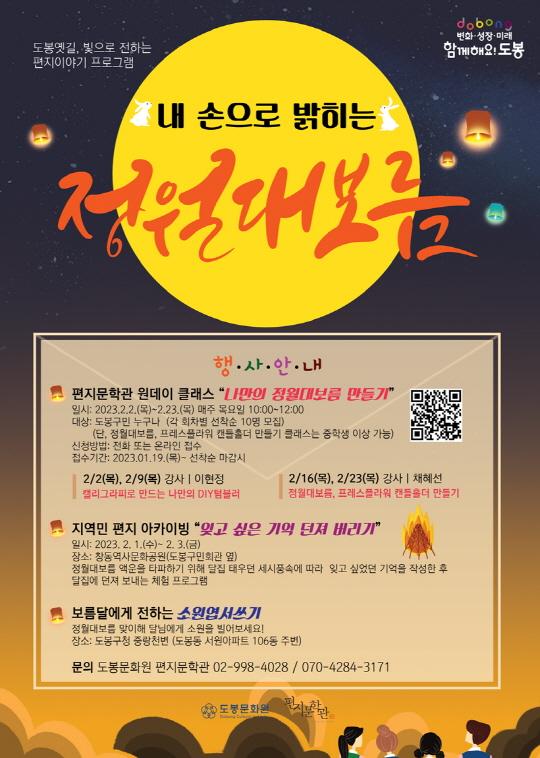 도봉옛길, 빛으로 전하는
편지이야기 프로그램
dobong
변화·성장·미래
함께해요! 도봉
내 손으로 밝히는
정월대보름
행·사·안·내
편지문학관 원데이 클래스 "나만의 정월대보름 만들기"
일시: 2023.2.2.(목)~2.23.(목) 매주 목요일 10:00~12:00
대상: 도봉구민 누구나 (각 회차별 선착순 10명 모집)
(단, 정월대보름, 프레스플라워 캔들홀더 만들기 클래스는 중학생 이상 가능)
신청방법: 전화 또는 온라인 접수
접수기간: 2023.01.19.(목)~ 선착순 마감시
2/2(목), 2/9(목) 강사 | 이현정
캘리그라피로 만드는 나만의 DIY텀블러
2/16(목), 2/23(목) 강사 | 채혜선
정월대보름, 프레스플라워 캔들홀더 만들기
지역민 편지 아카이빙 "잊고 싶은 기억 던져 버리기"
일시: 2023. 2. 1.(수)~ 2. 3.(금)
장소: 창동역사문화공원(도봉구민회관 옆)
정월대보름 액운을 타파하기 위해 달집 태우던 세시풍속에 따라 잊고 싶었던 기억을 작성한 후
달집에 던져 보내는 체험 프로그램
보름달에게 전하는 소원엽서쓰기
정월대보름 맞이해 달님에게 소원을 빌어보세요!
장소: 도봉구청 중랑천변 (도봉동 서원아파트 106동 주변)
문의 도봉문화원 편지문학관 02-998-4028 / 070-4284-3171
도봉문화원
편지문학관